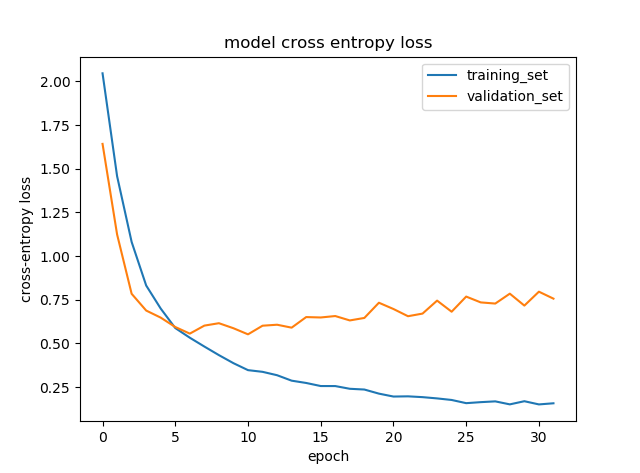 model cross entropy loss
training_set
validation_set
cross-entropy loss
2.00
1.75
1.50
1.25
1.00
0.75
0.50
0.25
0 5 10 15 20 25 30
epoch